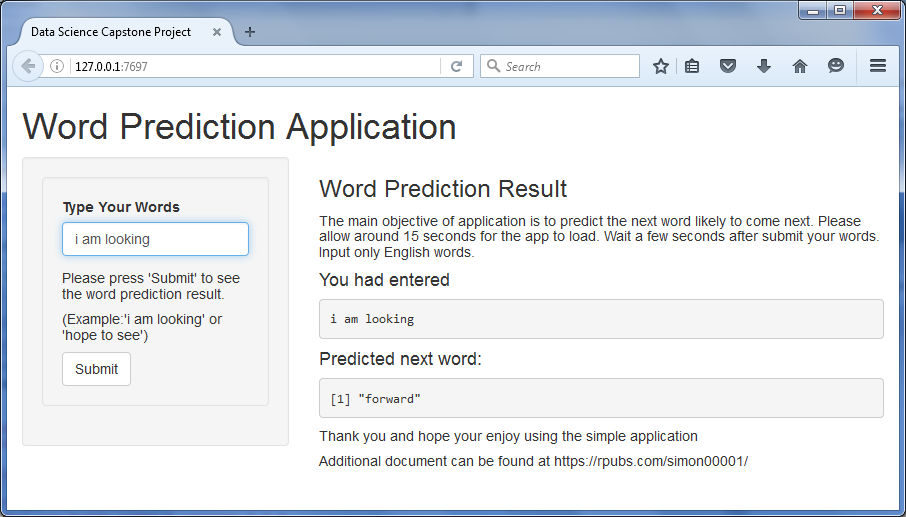 Data Science Capstone Project
127.0.0.1:7697
Search
Word Prediction Application
Type Your Words
i am looking
Please press 'Submit' to see
the word prediction result.
(Example:'i am looking' or
'hope to see')
Submit
Word Prediction Result
The main objective of application is to predict the next word likely to come next. Please
allow around 15 seconds for the app to load. Wait a few seconds after submit your words.
Input only English words.
You had entered
i am looking
Predicted next word:
[1] "forward"
Thank you and hope your enjoy using the simple application
Additional document can be found at https://rpubs.com/simon00001/